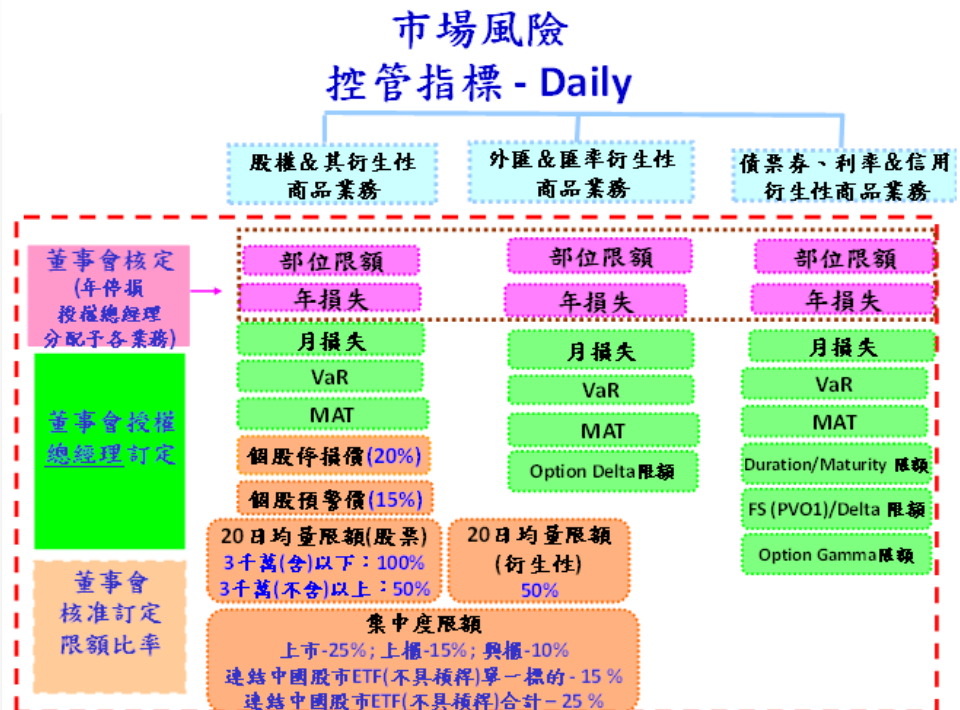 市場風險
控管指標 - Daily
股權&其衍生性
商品業務
外匯&匯率衍生性
商品業務
債票券、利率&信用
衍生性商品業務
董事會核定
(年停損
授權總經理
分配予各業務)
部位限額
年損失
部位限額
年損失
部位限額
年損失
董事會授權
總經理訂定
月損失
VaR
MAT
個股停損價(20%)
個股預警價(15%)
月損失
VaR
MAT
Option Delta限額
月損失
VaR
MAT
Duration/Maturity 限額
FS (PVO1)/Delta 限額
Option Gamma限額
董事會
核准訂定
限額比率
20日均量限額(股票)
3千萬(含)以下：100%
3千萬(不含)以上：50%
20日均量限額
(衍生性)
50%
集中度限額
上市-25%; 上櫃-15%; 興櫃-10%
連結中國股市ETF(不具槓桿)單一標的 - 15 %
連結中國股市ETF(不具槓桿)合計 – 25 %